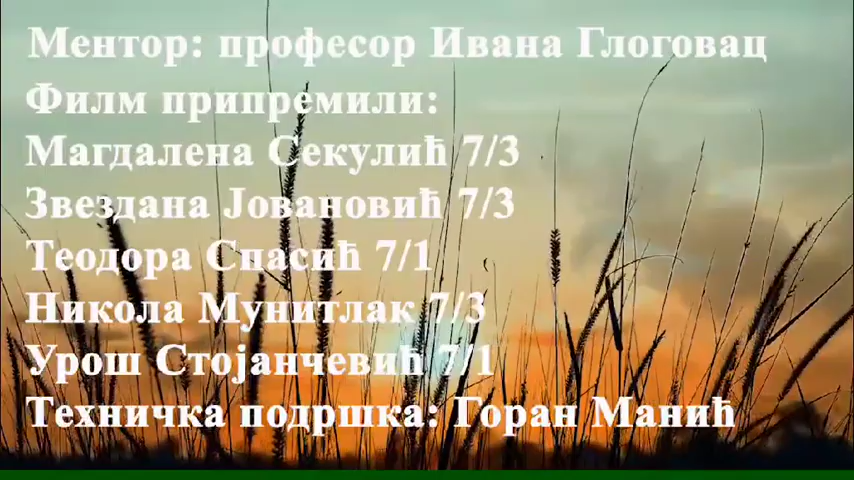 Ментор: професор Ивана Глоговац
Филм припремили:
Магдалена Секулић 7/3
Звездана Јовановић 7/3
Теодора Спасић 7/1
Никола Мунитлак 7/3
Урош Стојанчевић 7/1
Техничка подршка: Горан Манић